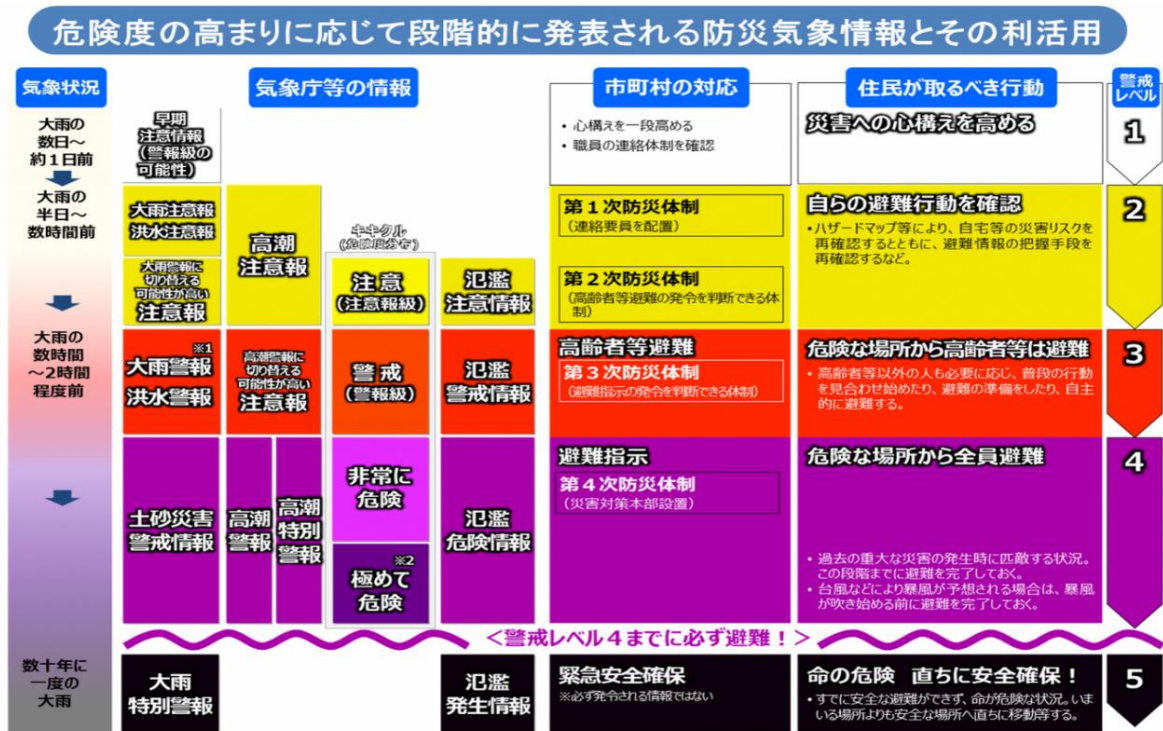 危険度の高まりに応じて段階的に発表される防災気象情報とその利活用
気象状況
気象庁等の情報
市町村の対応
住民が取るべき行動
警戒
レベル
大雨の
数日～
約１日前
早期
注意情報
(警報級の
可能性)
・心構えを一段高める
・職員の連絡体制を確認
災害への心構えを高める
1
大雨の
半日～
数時間前
大雨注意報
洪水注意報
大雨警報に
切り替える
可能性が高い
注意報
高潮
注意報
キキクル
(危険度分布)
注意
(注意報級)
氾濫
注意情報
第１次防災体制
(連絡要員を配置)
第２次防災体制
(高齢者等避難の発令を判断できる体
制)
自らの避難行動を確認
・ハザードマップ等により、自宅等の災害リスクを
再確認するとともに、避難情報の把握手段を
再確認するなど。
2
大雨の
数時間
～2時間
程度前
※1
大雨警報
洪水警報
高潮警報に
切り替える
可能性が高い
注意報
警戒
(警報級)
氾濫
警戒情報
高齢者等避難
第３次防災体制
(避難指示の発令を判断できる体制)
危険な場所から高齢者等は避難
・高齢者等以外の人も必要に応じ、普段の行動
を見合わせ始めたり、避難の準備をしたり、自主
的に避難する。
3
土砂災害
警戒情報
高潮
警報
高潮
特別
警報
非常に
危険
※2
極めて
危険
氾濫
危険情報
避難指示
第４次防災体制
(災害対策本部設置)
危険な場所から全員避難
・過去の重大な災害の発生時に匹敵する状況。
この段階までに避難を完了しておく。
・台風などにより暴風が予想される場合は、暴風
が吹き始める前に避難を完了しておく。
4
＜警戒レベル４までに必ず避難！＞
数十年に
一度の
大雨
大雨
特別警報
氾濫
発生情報
緊急安全確保
※必ず発令される情報ではない
命の危険 直ちに安全確保！
・すでに安全な避難ができず、命が危険な状況。いま
いる場所よりも安全な場所へ直ちに移動等する。
5